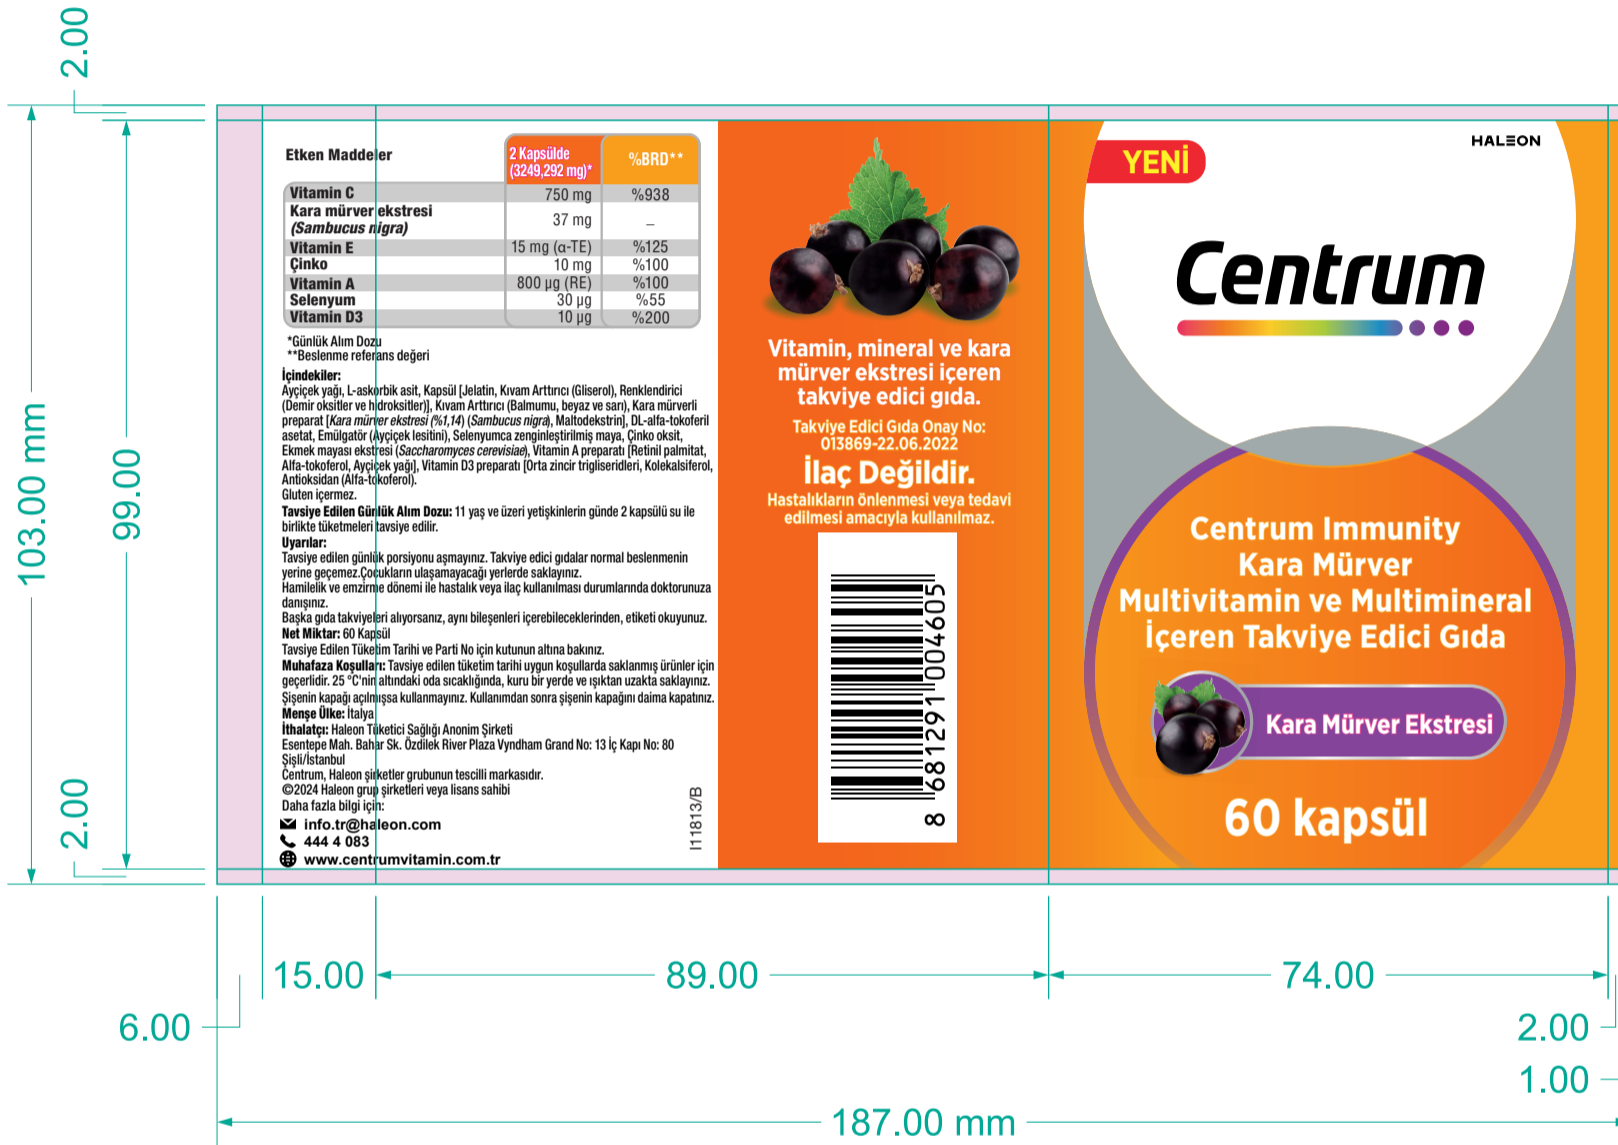 2.00
103.00 mm
99.00
2.00
Etken Maddeler
2 Kapsülde
(3249,292 mg)*
%BRD**
Vitamin C 750 mg %938
Kara mürver ekstresi
(Sambucus nigra) 37 mg _
Vitamin E 15 mg (α-TE) %125
Çinko 10 mg %100
Vitamin A 800 µg (RE) %100
Selenyum 30 µg %55
Vitamin D3 10 µg %200
*Günlük Alım Dozu
**Beslenme referans değeri
İçindekiler:
Ayçiçek yağı, L-askorbik asit, Kapsül [Jelatin, Kıvam Arttırıcı (Gliserol), Renklendirici
(Demir oksitler ve hidroksitler)], Kıvam Arttırıcı (Balmumu, beyaz ve sarı), Kara mürverli
preparat [Kara mürver ekstresi (%1,14) (Sambucus nigra), Maltodekstrin], DL-alfa-tokoferil
asetat, Emülgatör (Ayçiçek lesitini), Selenyumca zenginleştirilmiş maya, Çinko oksit,
Ekmek mayası ekstresi (Saccharomyces cerevisiae), Vitamin A preparatı [Retinil palmitat,
Alfa-tokoferol, Ayçiçek yağı], Vitamin D3 preparatı [Orta zincir trigliseridleri, Kolekalsiferol,
Antioksidan (Alfa-tokoferol).
Gluten içermez.
Tavsiye Edilen Günlük Alım Dozu: 11 yaş ve üzeri yetişkinlerin günde 2 kapsülü su ile
birlikte tüketmeleri tavsiye edilir.
Uyarılar:
Tavsiye edilen günlük porsiyonu aşmayınız. Takviye edici gıdalar normal beslenmenin
yerine geçemez.Çocukların ulaşamayacağı yerlerde saklayınız.
Hamilelik ve emzirme dönemi ile hastalık veya ilaç kullanılması durumlarında doktorunuza
danışınız.
Başka gıda takviyeleri alıyorsanız, aynı bileşenleri içerebileceklerinden, etiketi okuyunuz.
Net Miktar: 60 Kapsül
Tavsiye Edilen Tüketim Tarihi ve Parti No için kutunun altına bakınız.
Muhafaza Koşulları: Tavsiye edilen tüketim tarihi uygun koşullarda saklanmış ürünler için
geçerlidir. 25 °C'nin altındaki oda sıcaklığında, kuru bir yerde ve ışıktan uzakta saklayınız.
Şişenin kapağı açılmışsa kullanmayınız. Kullanımdan sonra şişenin kapağını daima kapatınız.
Menşe Ülke: İtalya
İthalatçı: Haleon Tüketici Sağlığı Anonim Şirketi
Esentepe Mah. Bahar Sk. Özdilek River Plaza Vyndham Grand No: 13 İç Kapı No: 80
Şişli/İstanbul
Centrum, Haleon şirketler grubunun tescilli markasıdır.
©2024 Haleon grup şirketleri veya lisans sahibi
Daha fazla bilgi için:
info.tr@haleon.com
444 4 083
www.centrumvitamin.com.tr
I11813/B
Vitamin, mineral ve kara
mürver ekstresi içeren
takviye edici gıda.
Takviye Edici Gıda Onay No:
013869-22.06.2022
İlaç Değildir.
Hastalıkların önlenmesi veya tedavi
edilmesi amacıyla kullanılmaz.
8 681291 004605
YENİ
HALEON
Centrum
Centrum Immunity
Kara Mürver
Multivitamin ve Multimineral
İçeren Takviye Edici Gıda
Kara Mürver Ekstresi
60 kapsül
6.00
15.00
89.00
74.00
2.00
1.00
187.00 mm